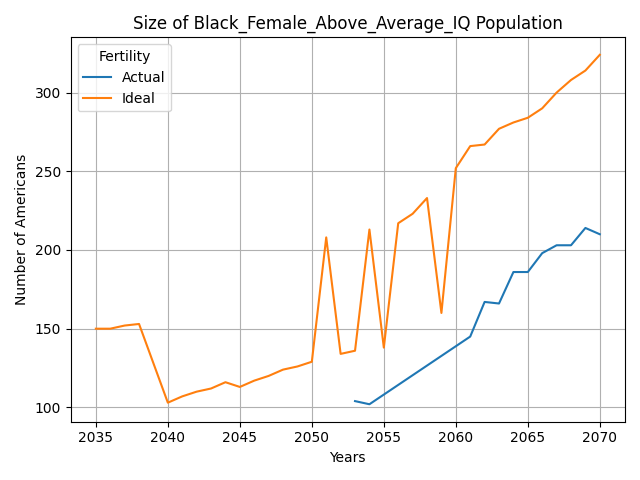 Size of Black_Female_Above_Average_IQ Population
Fertility
Actual
Ideal
Number of Americans
300
250
200
150
100
2035 2040 2045 2050 2055 2060 2065 2070
Years